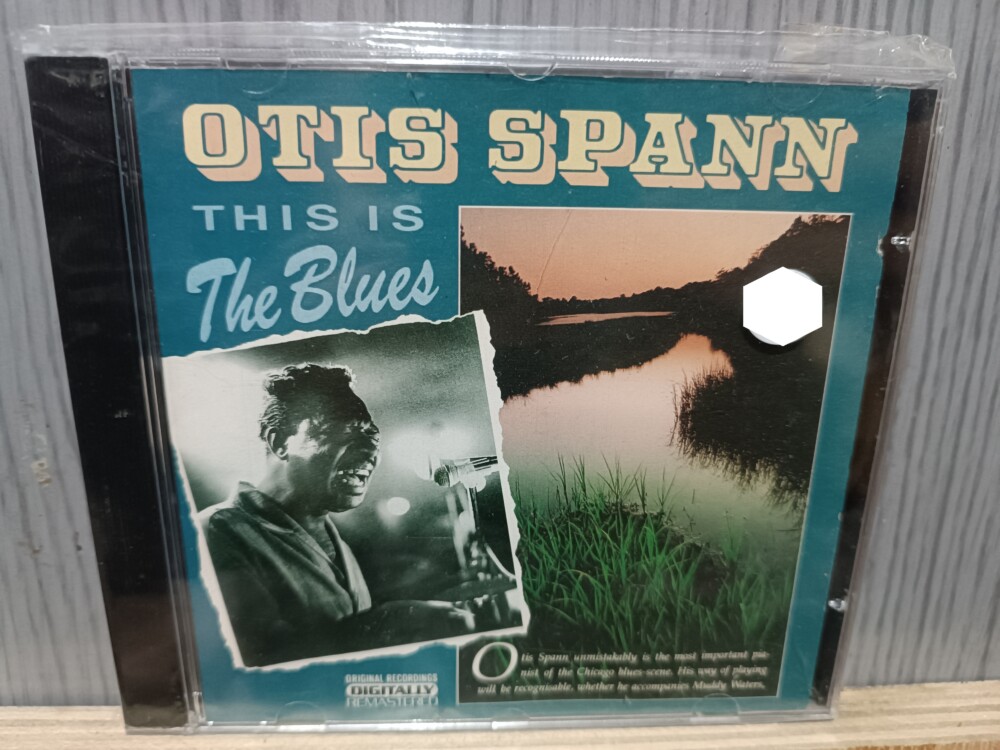 OTIS SPANN
THIS IS
The Blues
ORIGINAL RECORDINGS
DIGITALLY
REMASTERED
Otis Spann unmistakably is the most important pia-
nist of the Chicago blues-scene. His way of playing
will be recognisable, whether he accompanies Muddy Waters,